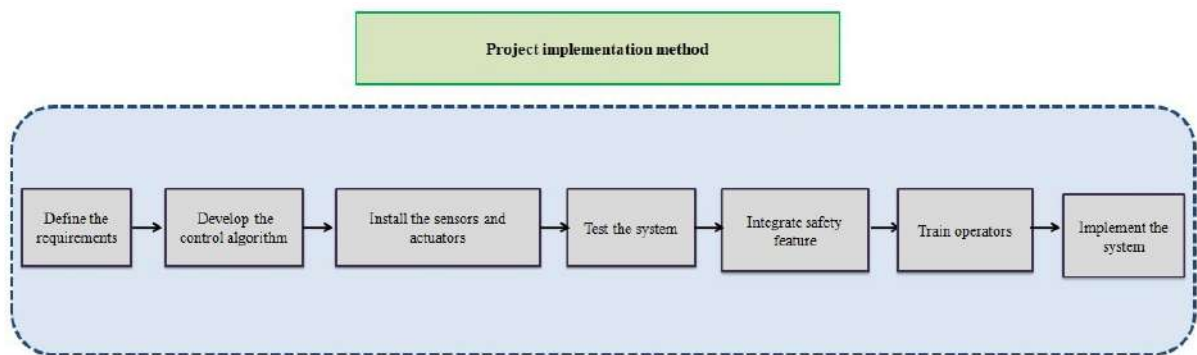 Project implementation method
Define the
requirements
Develop the
control algorithm
Install the sensors and
actuators
Test the system
Integrate safety
feature
Train operators
Implement the
system